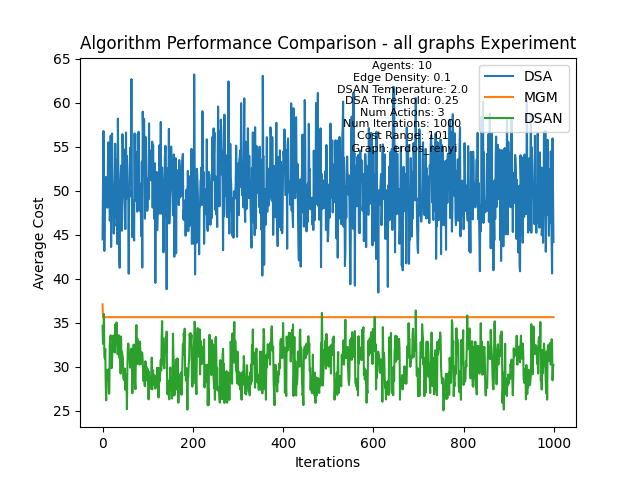 Algorithm Performance Comparison - all graphs Experiment
Agents: 10
Edge Density: 0.1
DSAN Temperature: 2.0
DSA Threshold: 0.25
Num Actions: 3
Num Iterations: 1000
Cost Range: 101
Graph: erdos_renyi
DSA
MGM
DSAN
Average Cost
65
60
55
50
45
40
35
30
25
0
200
400
600
800
1000
Iterations